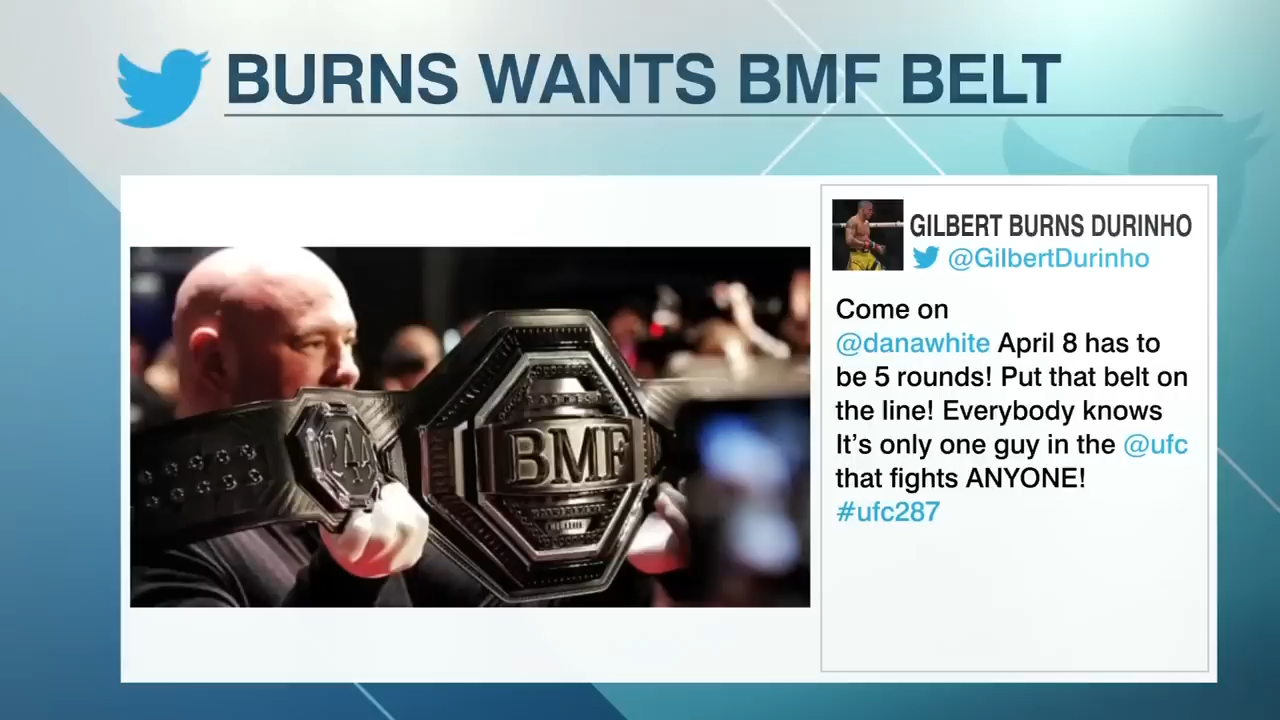 BURNS WANTS BMF BELT
GILBERT BURNS DURINHO
@GilbertDurinho
Come on
@danawhite April 8 has to
be 5 rounds! Put that belt on
the line! Everybody knows
It's only one guy in the @ufc
that fights ANYONE!
#ufc287
244
BMF